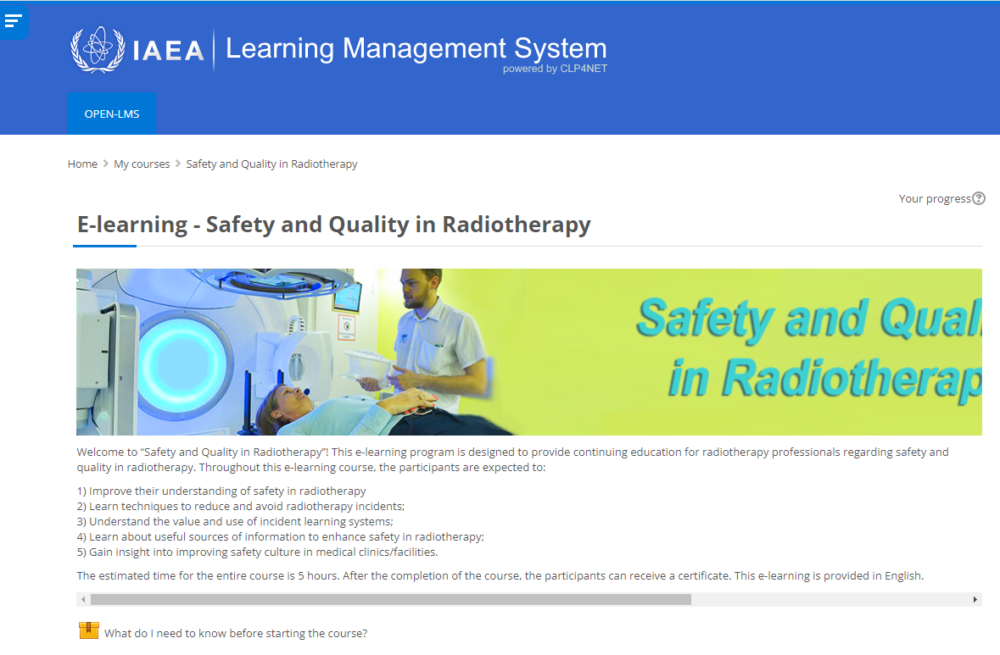 IAEA
Learning Management System
powered by CLP4NET
OPEN-LMS
Home > My courses > Safety and Quality in Radiotherapy
Your progress
E-learning - Safety and Quality in Radiotherapy
Safety and Quali
in Radiotherap
Welcome to “Safety and Quality in Radiotherapy”! This e-learning program is designed to provide continuing education for radiotherapy professionals regarding safety and
quality in radiotherapy. Throughout this e-learning course, the participants are expected to:
1) Improve their understanding of safety in radiotherapy
2) Learn techniques to reduce and avoid radiotherapy incidents;
3) Understand the value and use of incident learning systems;
4) Learn about useful sources of information to enhance safety in radiotherapy;
5) Gain insight into improving safety culture in medical clinics/facilities.
The estimated time for the entire course is 5 hours. After the completion of the course, the participants can receive a certificate. This e-learning is provided in English.
What do I need to know before starting the course?